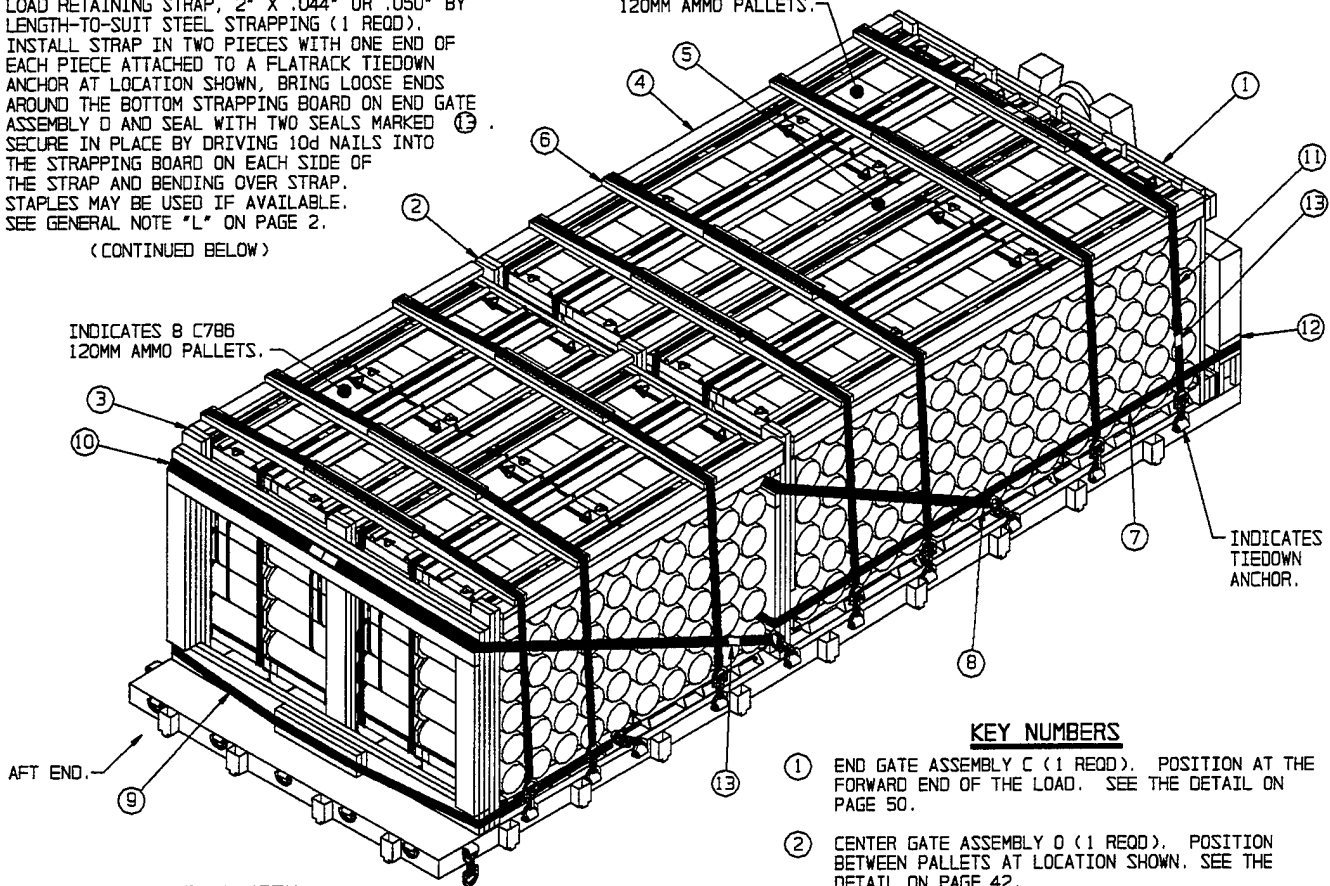 LOAD RETAINING STRAP, 2" X .044" OR .050" BY
LENGTH-TO-SUIT STEEL STRAPPING (1 REQD).
INSTALL STRAP IN TWO PIECES WITH ONE END OF
EACH PIECE ATTACHED TO A FLATRACK TIEDOWN
ANCHOR AT LOCATION SHOWN, BRING LOOSE ENDS
AROUND THE BOTTOM STRAPPING BOARD ON END GATE
ASSEMBLY D AND SEAL WITH TWO SEALS MARKED 13 .
SECURE IN PLACE BY DRIVING 10d NAILS INTO
THE STRAPPING BOARD ON EACH SIDE OF
THE STRAP AND BENDING OVER STRAP.
STAPLES MAY BE USED IF AVAILABLE.
SEE GENERAL NOTE "L" ON PAGE 2.
(CONTINUED BELOW)
120MM AMMO PALLETS.
5
4
6
2
1
11
13
12
INDICATES 8 C786
120MM AMMO PALLETS.
3
10
INDICATES
TIEDOWN
ANCHOR.
7
8
AFT END.
9
13
KEY NUMBERS
1 END GATE ASSEMBLY C (1 REQD). POSITION AT THE
FORWARD END OF THE LOAD. SEE THE DETAIL ON
PAGE 50.
2 CENTER GATE ASSEMBLY O (1 REQD). POSITION
BETWEEN PALLETS AT LOCATION SHOWN. SEE THE
DETAIL ON PAGE 42.